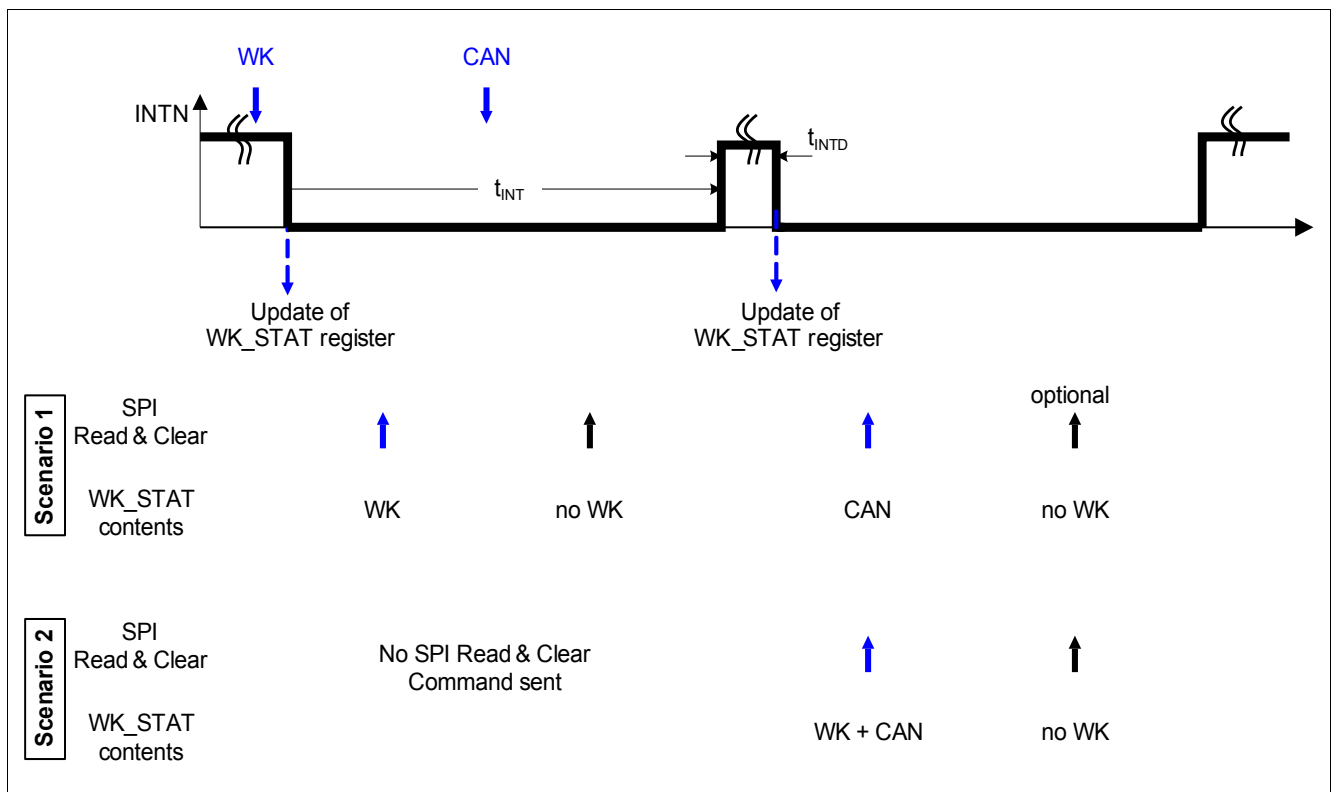 WK
CAN
INTN
tINTD
tINT
Update of
WK_STAT register
Update of
WK_STAT register
Scenario 1
SPI
Read & Clear
optional
WK_STAT
contents
WK
no WK
CAN
no WK
Scenario 2
SPI
Read & Clear
No SPI Read & Clear
Command sent
WK_STAT
contents
WK + CAN
no WK